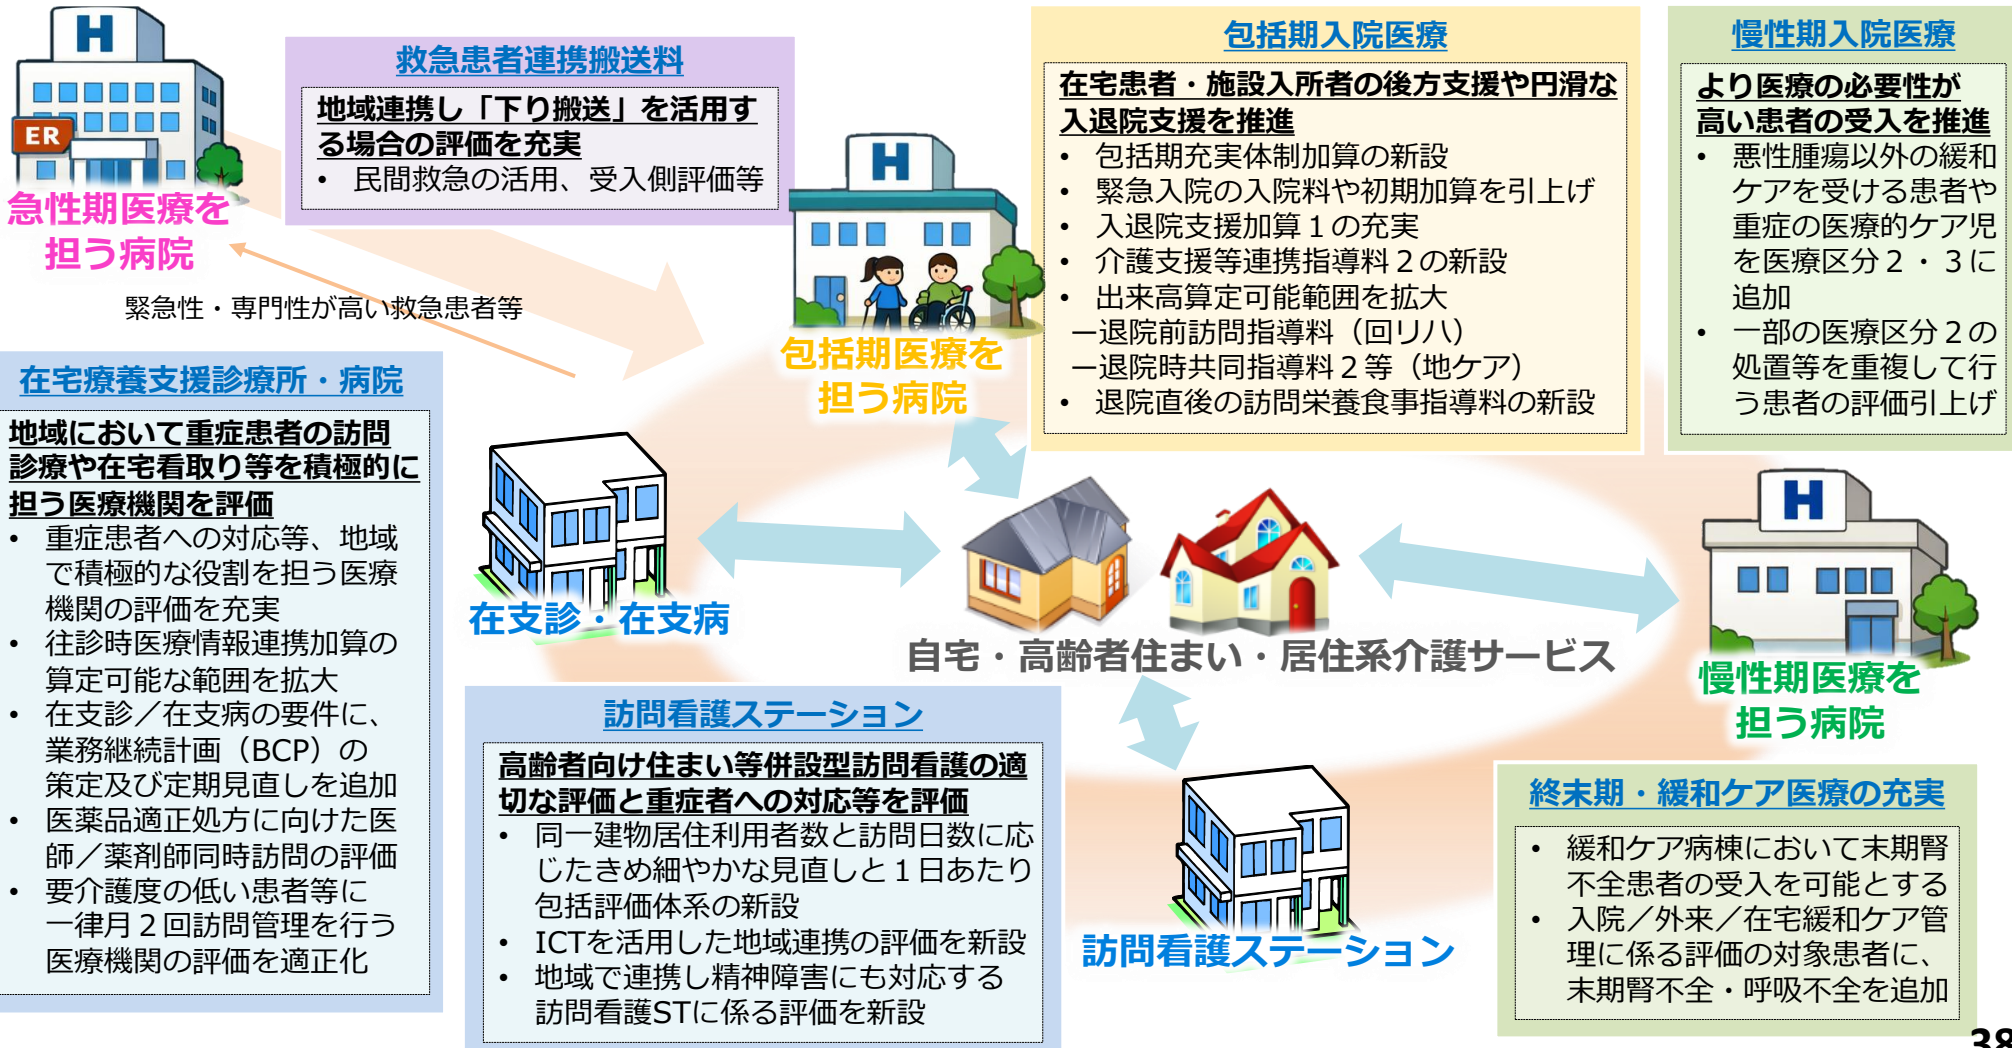 H
ER
急性期医療を
担う病院
救急患者連携搬送料
地域連携し「下り搬送」を活用す
る場合の評価を充実
• 民間救急の活用、受入側評価等
緊急性・専門性が高い救急患者等
H
包括期医療を
担う病院
包括期入院医療
在宅患者・施設入所者の後方支援や円滑な
入退院支援を推進
• 包括期充実体制加算の新設
• 緊急入院の入院料や初期加算を引上げ
• 入退院支援加算１の充実
• 介護支援等連携指導料２の新設
• 出来高算定可能範囲を拡大
ー退院前訪問指導料（回リハ）
ー退院時共同指導料２等（地ケア）
• 退院直後の訪問栄養食事指導料の新設
慢性期入院医療
より医療の必要性が
高い患者の受入を推進
• 悪性腫瘍以外の緩和
ケアを受ける患者や
重症の医療的ケア児
を医療区分２・３に
追加
• 一部の医療区分２の
処置等を重複して行
う患者の評価引上げ
在宅療養支援診療所・病院
地域において重症患者の訪問
診療や在宅看取り等を積極的に
担う医療機関を評価
• 重症患者への対応等、地域
で積極的な役割を担う医療
機関の評価を充実
• 往診時医療情報連携加算の
算定可能な範囲を拡大
• 在支診／在支病の要件に、
業務継続計画（BCP）の
策定及び定期見直しを追加
• 医薬品適正処方に向けた医
師／薬剤師同時訪問の評価
• 要介護度の低い患者等に
一律月２回訪問管理を行う
医療機関の評価を適正化
在支診・在支病
自宅・高齢者住まい・居住系介護サービス
H
慢性期医療を
担う病院
訪問看護ステーション
高齢者向け住まい等併設型訪問看護の適
切な評価と重症者への対応等を評価
• 同一建物居住利用者数と訪問日数に応
じたきめ細やかな見直しと１日あたり
包括評価体系の新設
• ICTを活用した地域連携の評価を新設
• 地域で連携し精神障害にも対応する
訪問看護STに係る評価を新設
訪問看護ステーション
終末期・緩和ケア医療の充実
• 緩和ケア病棟において末期腎
不全患者の受入を可能とする
• 入院／外来／在宅緩和ケア管
理に係る評価の対象患者に、
末期腎不全・呼吸不全を追加
38